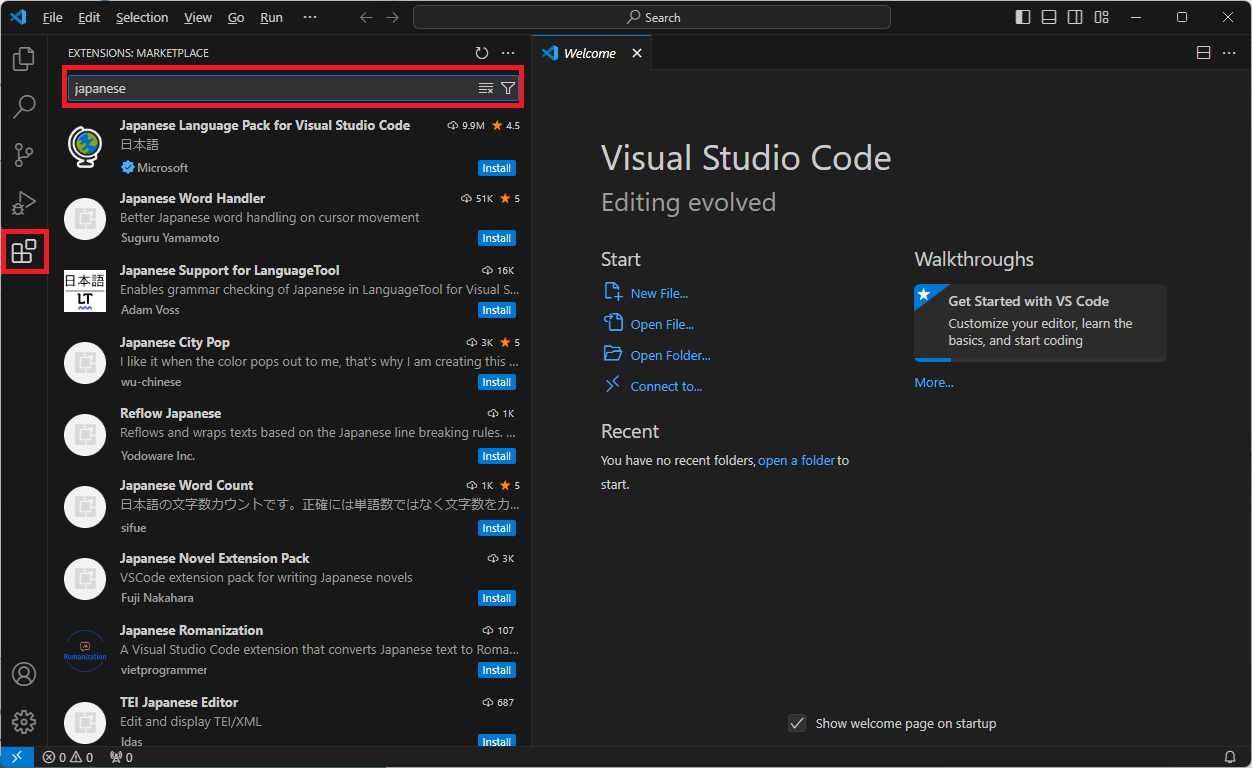 File Edit Selection View Go Run ··· Search
EXTENSIONS: MARKETPLACE
japanese
Japanese Language Pack for Visual Studio Code 9.9M 4.5
日本語
Microsoft Install
Japanese Word Handler 51K 5
Better Japanese word handling on cursor movement
Suguru Yamamoto Install
日本語
LT
Japanese Support for LanguageTool 16K
Enables grammar checking of Japanese in LanguageTool for Visual S...
Adam Voss Install
Japanese City Pop 3K 5
I like it when the color pops out to me, that's why I am creating this ...
wu-chinese Install
Reflow Japanese 1K
Reflows and wraps texts based on the Japanese line breaking rules. ...
Yodoware Inc. Install
Japanese Word Count 1K 5
日本語の文字数カウントです。正確には単語数ではなく文字数をカ...
sifue Install
Japanese Novel Extension Pack 3K
VSCode extension pack for writing Japanese novels
Fuji Nakahara Install
Romanization
Japanese Romanization 107
A Visual Studio Code extension that converts Japanese text to Roma...
vietprogrammer Install
TEI Japanese Editor 687
Edit and display TEI/XML
ldas Install
Welcome
Visual Studio Code
Editing evolved
Start
New File...
Open File...
Open Folder...
Connect to...
Recent
You have no recent folders, open a folder to
start.
Walkthroughs
Get Started with VS Code
Customize your editor, learn the
basics, and start coding
More...
Show welcome page on startup
0 0 0